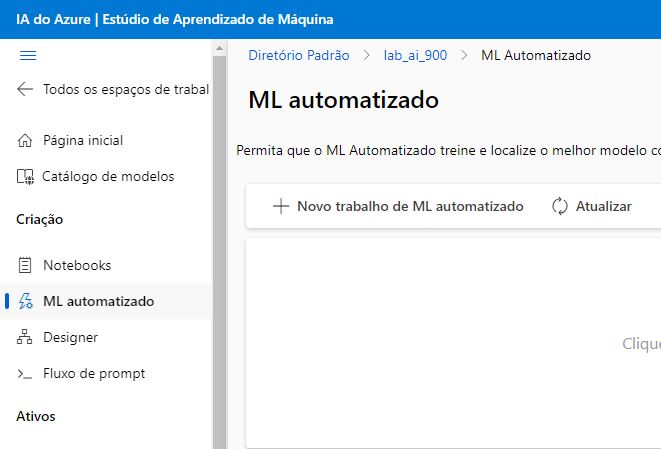 IA do Azure | Estúdio de Aprendizado de Máquina
Todos os espaços de trabal
Página inicial
Catálogo de modelos
Criação
Notebooks
ML automatizado
Designer
Fluxo de prompt
Ativos
Diretório Padrão > lab_ai_900 > ML Automatizado
ML automatizado
Permita que o ML Automatizado treine e localize o melhor modelo co
Novo trabalho de ML automatizado Atualizar
Clique